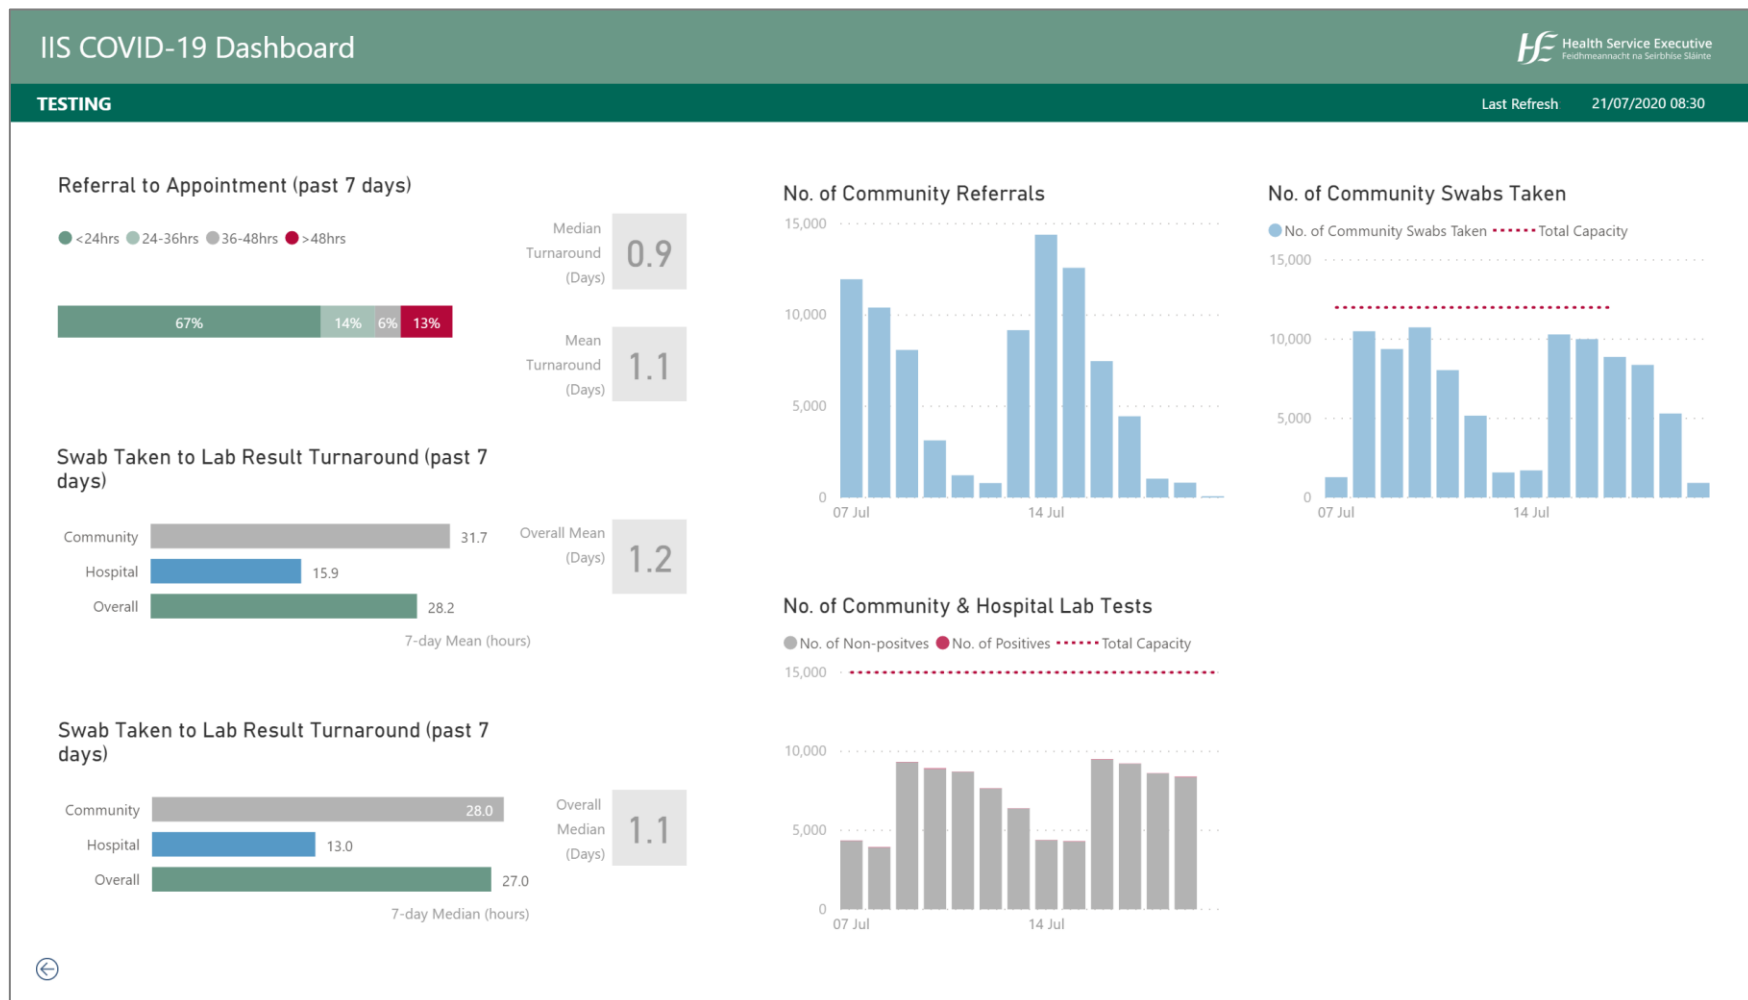 IIS COVID-19 Dashboard
Health Service Executive
Feidhmeannacht na Seirbhíse Sláinte
TESTING
Last Refresh 21/07/2020 08:30
Referral to Appointment (past 7 days)
<24hrs 24-36hrs 36-48hrs >48hrs
67% 14% 6% 13%
Median
Turnaround
(Days)
0.9
Mean
Turnaround
(Days)
1.1
Swab Taken to Lab Result Turnaround (past 7
days)
Community 31.7
Hospital 15.9
Overall 28.2
7-day Mean (hours)
Overall Mean
(Days)
1.2
Swab Taken to Lab Result Turnaround (past 7
days)
Community 28.0
Hospital 13.0
Overall 27.0
7-day Median (hours)
Overall
Median
(Days)
1.1
No. of Community Referrals
15,000
10,000
5,000
0
07 Jul 14 Jul
No. of Community Swabs Taken
No. of Community Swabs Taken Total Capacity
15,000
10,000
5,000
0
07 Jul 14 Jul
No. of Community & Hospital Lab Tests
No. of Non-positves No. of Positives Total Capacity
15,000
10,000
5,000
0
07 Jul 14 Jul